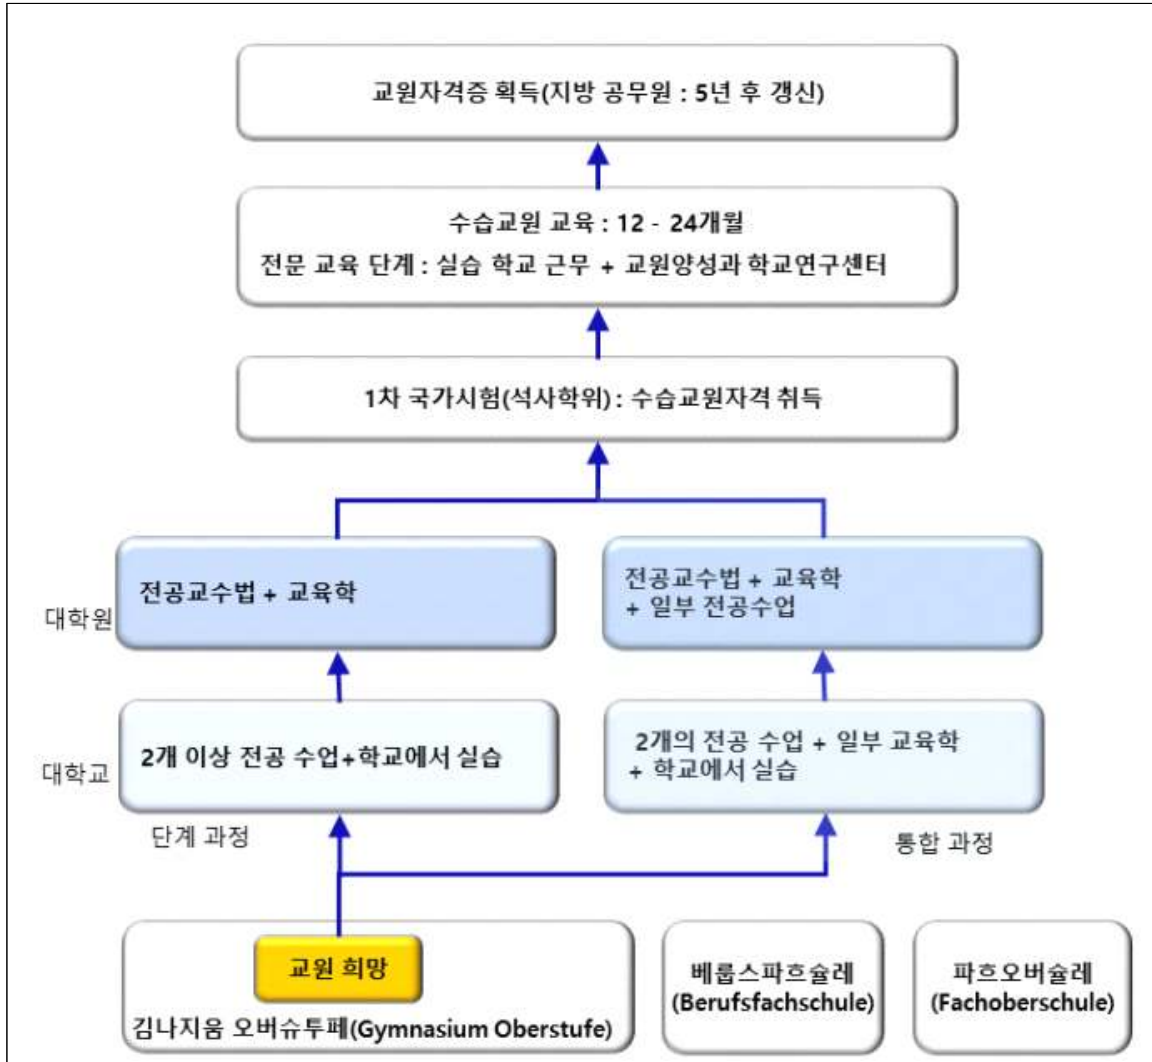 교원자격증 획득(지방 공무원 : 5년 후 갱신)
수습교원 교육 : 12 - 24개월
전문 교육 단계 : 실습 학교 근무 + 교원양성과 학교연구센터
1차 국가시험(석사학위) : 수습교원자격 취득
대학원
전공교수법 + 교육학
전공교수법 + 교육학
+ 일부 전공수업
대학교
2개 이상 전공 수업+학교에서 실습
2개의 전공 수업 + 일부 교육학
+ 학교에서 실습
단계 과정
통합 과정
교원 희망
김나지움 오버슈투페(Gymnasium Oberstufe)
베룹스파흐슐레
(Berufsfachschule)
파흐오버슐레
(Fachoberschule)